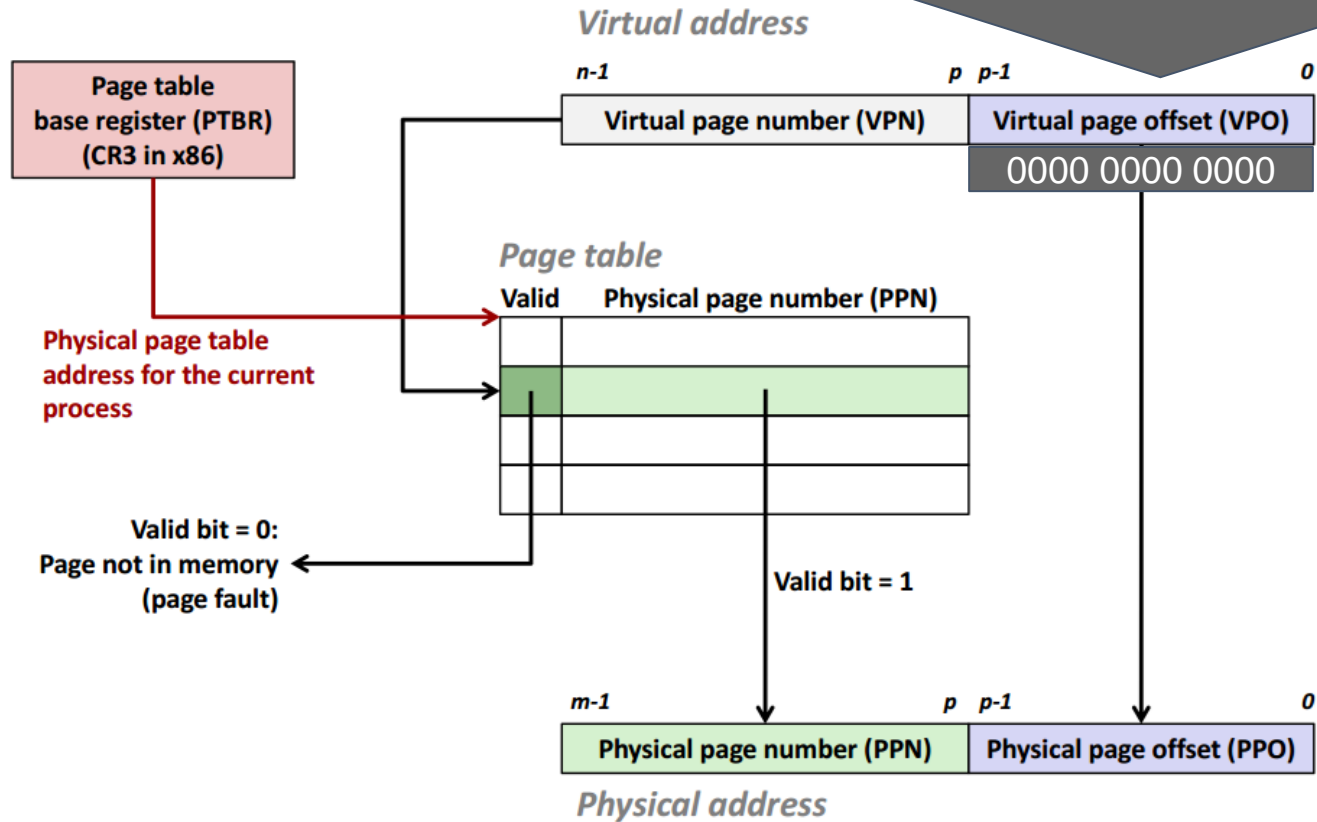 Virtual address
n-1 p p-1 0
Page table
base register (PTBR)
(CR3 in x86)
Virtual page number (VPN) Virtual page offset (VPO)
0000 0000 0000
Page table
Valid Physical page number (PPN)
Physical page table
address for the current
process
Valid bit = 0:
Page not in memory
(page fault)
Valid bit = 1
m-1 p p-1 0
Physical page number (PPN) Physical page offset (PPO)
Physical address